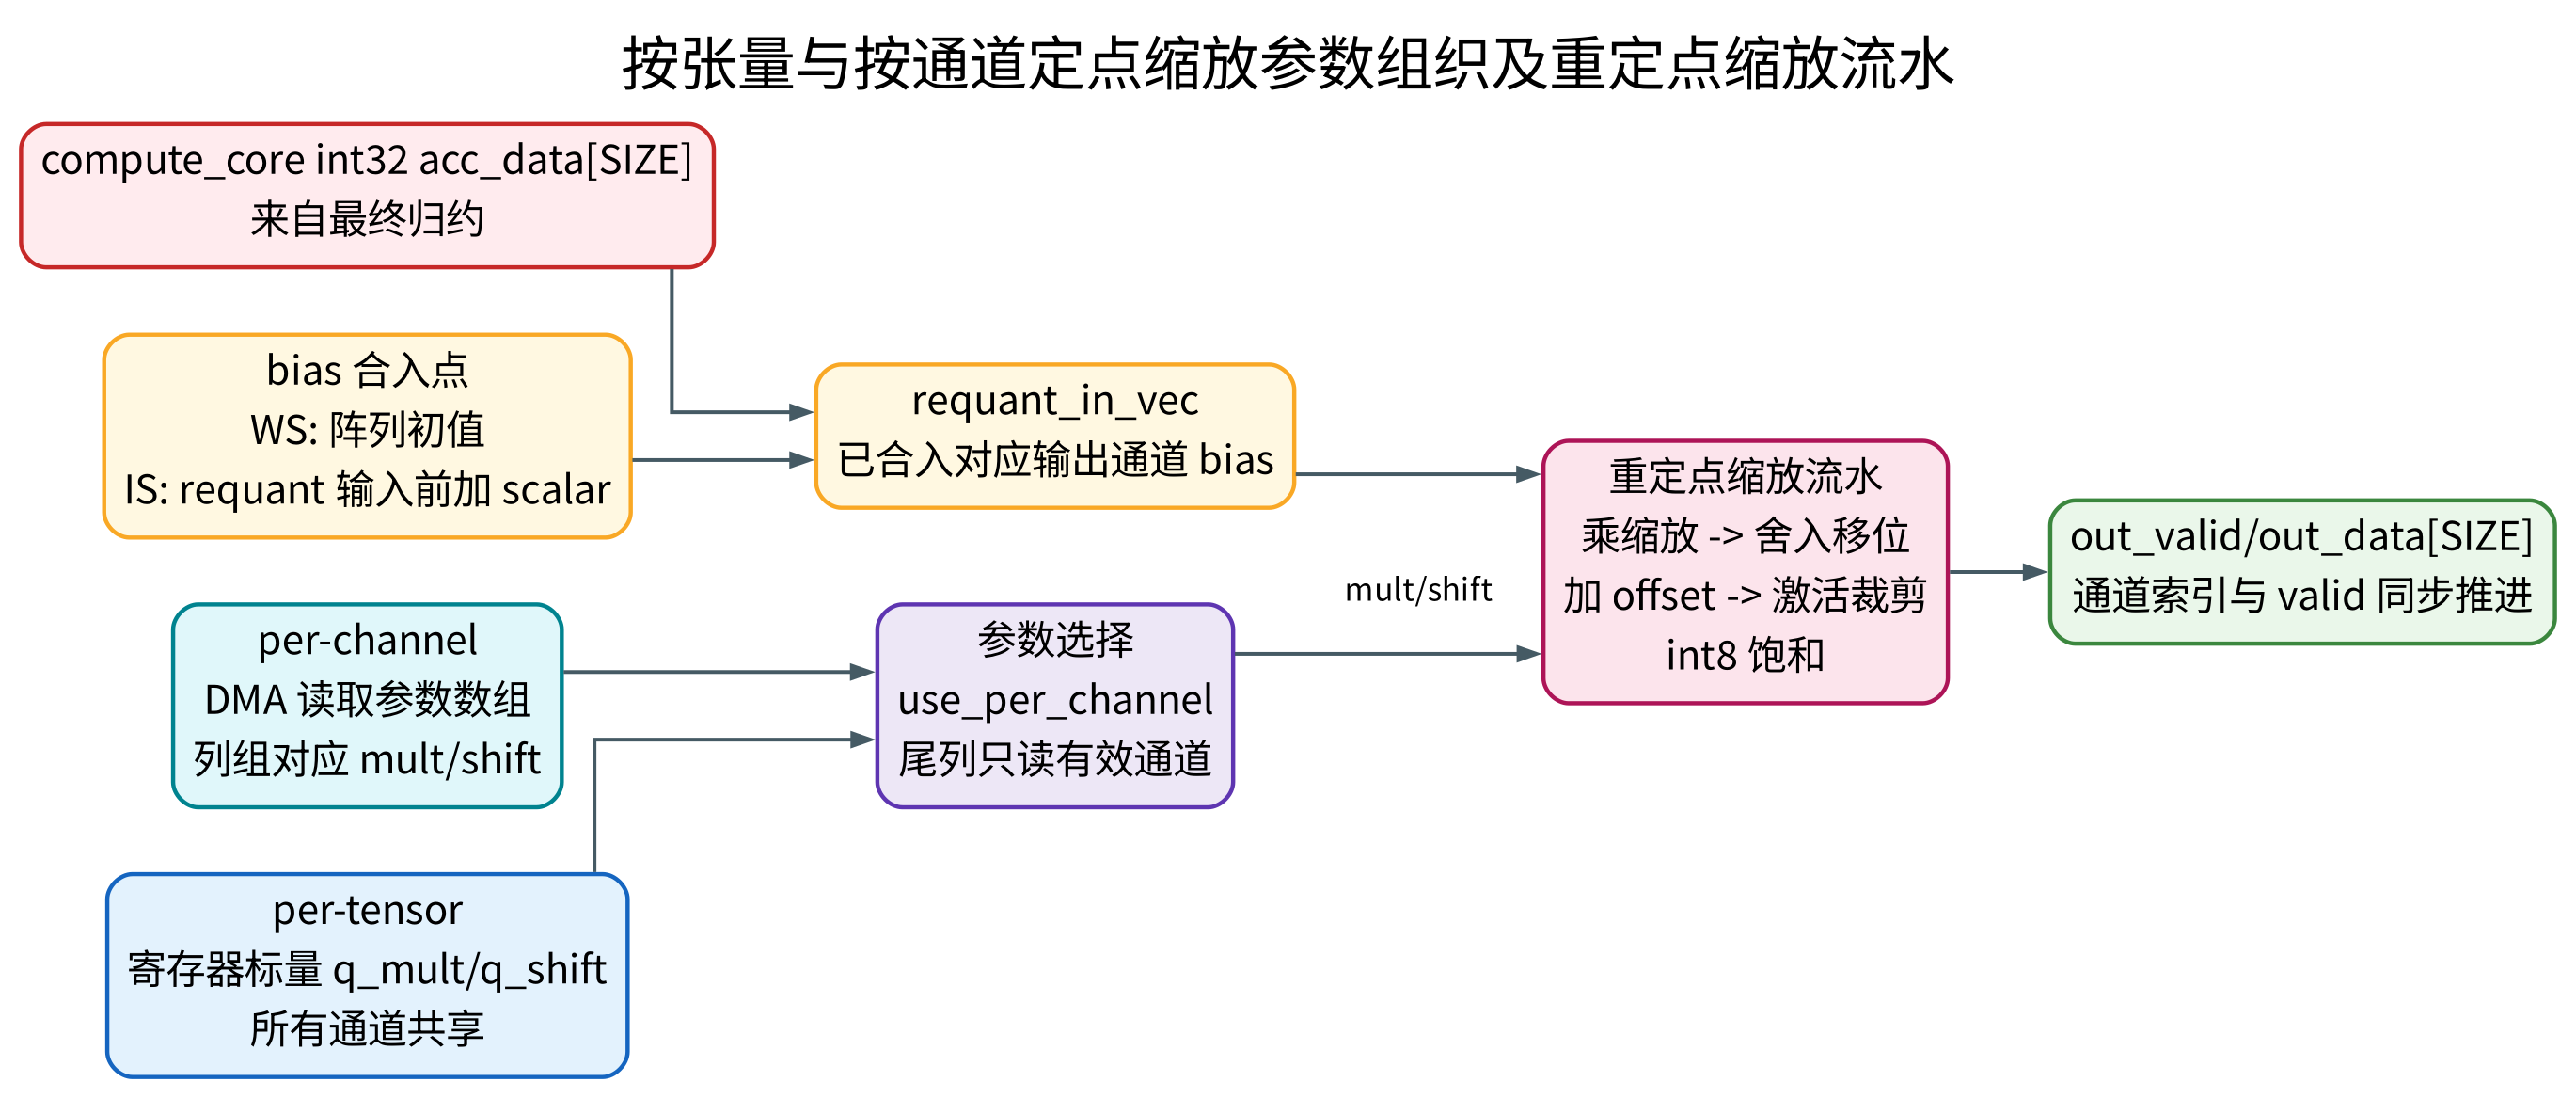 按张量与按通道定点缩放参数组织及重定点缩放流水
compute_core int32 acc_data[SIZE]
来自最终归约
bias 合入点
WS: 阵列初值
IS: requant 输入前加 scalar
requant_in_vec
已合入对应输出通道 bias
per-channel
DMA 读取参数数组
列组对应 mult/shift
per-tensor
寄存器标量 q_mult/q_shift
所有通道共享
参数选择
use_per_channel
尾列只读有效通道
mult/shift
重定点缩放流水
乘缩放 -> 舍入移位
加 offset -> 激活裁剪
int8 饱和
out_valid/out_data[SIZE]
通道索引与 valid 同步推进